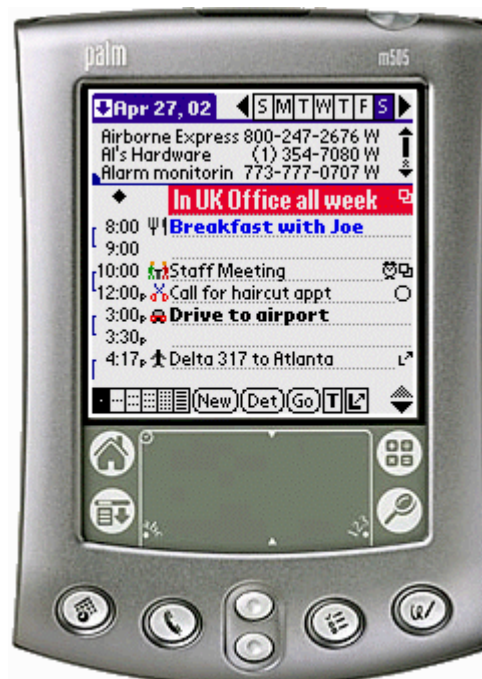 palm m505
Apr 27, 02 S M T W T F S
Airborne Express 800-247-2676 W
Al's Hardware (1) 354-7080 W
Alarm monitorin 773-777-0707 W
In UK Office all week
8:00 Breakfast with Joe
9:00
10:00 Staff Meeting
12:00p Call for haircut appt
3:00p Drive to airport
3:30p
4:17p Delta 317 to Atlanta
New Det Go T
abc 123